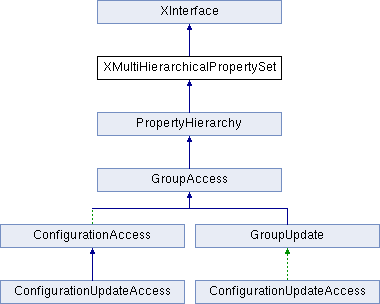 XInterface
XMultiHierarchicalPropertySet
PropertyHierarchy
GroupAccess
ConfigurationAccess
GroupUpdate
ConfigurationUpdateAccess
ConfigurationUpdateAccess